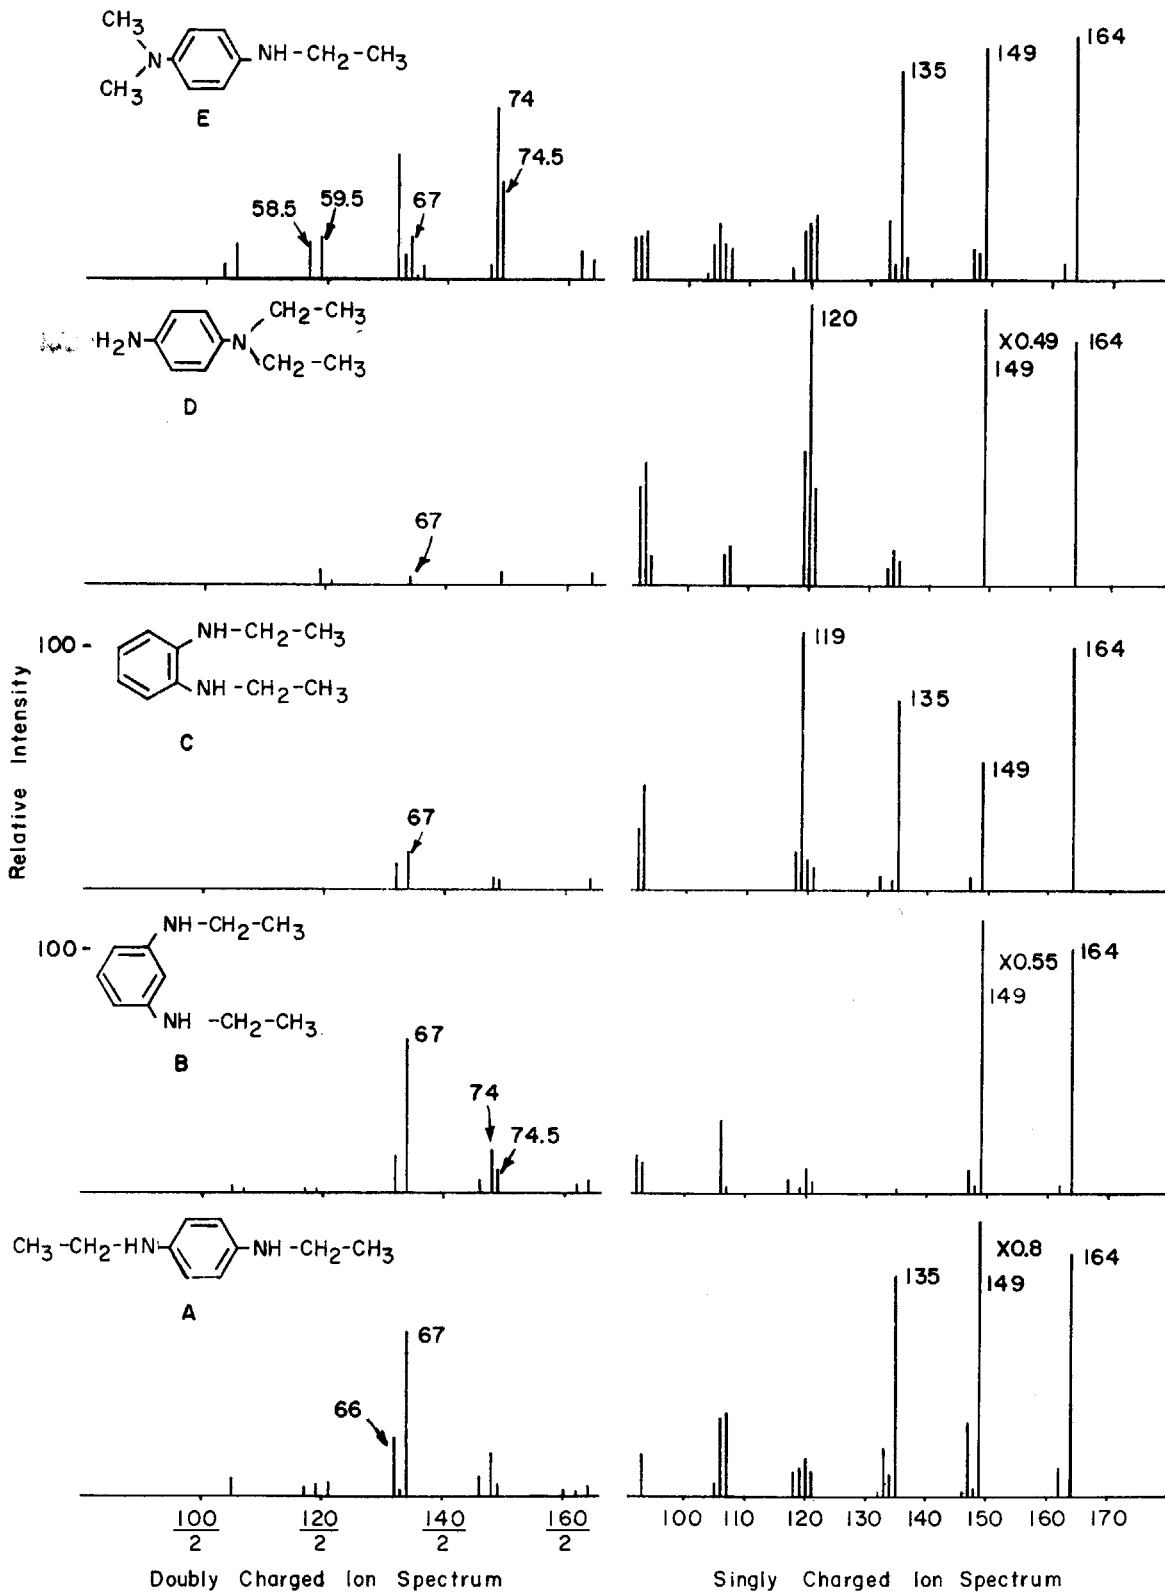 CH3
N
CH3
NH-CH2-CH3
E
58.5
59.5
67
74
74.5
135
149
164
H2N
N
CH2-CH3
CH2-CH3
D
67
120
X0.49
149
164
100
NH-CH2-CH3
NH-CH2-CH3
C
67
119
135
149
164
Relative Intensity
100
NH-CH2-CH3
NH-CH2-CH3
B
67
74
74.5
X0.55
149
164
CH3-CH2-HN
NH-CH2-CH3
A
66
67
135
X0.8
149
164
100/2 120/2 140/2 160/2
100 110 120 130 140 150 160 170
Doubly Charged Ion Spectrum
Singly Charged Ion Spectrum